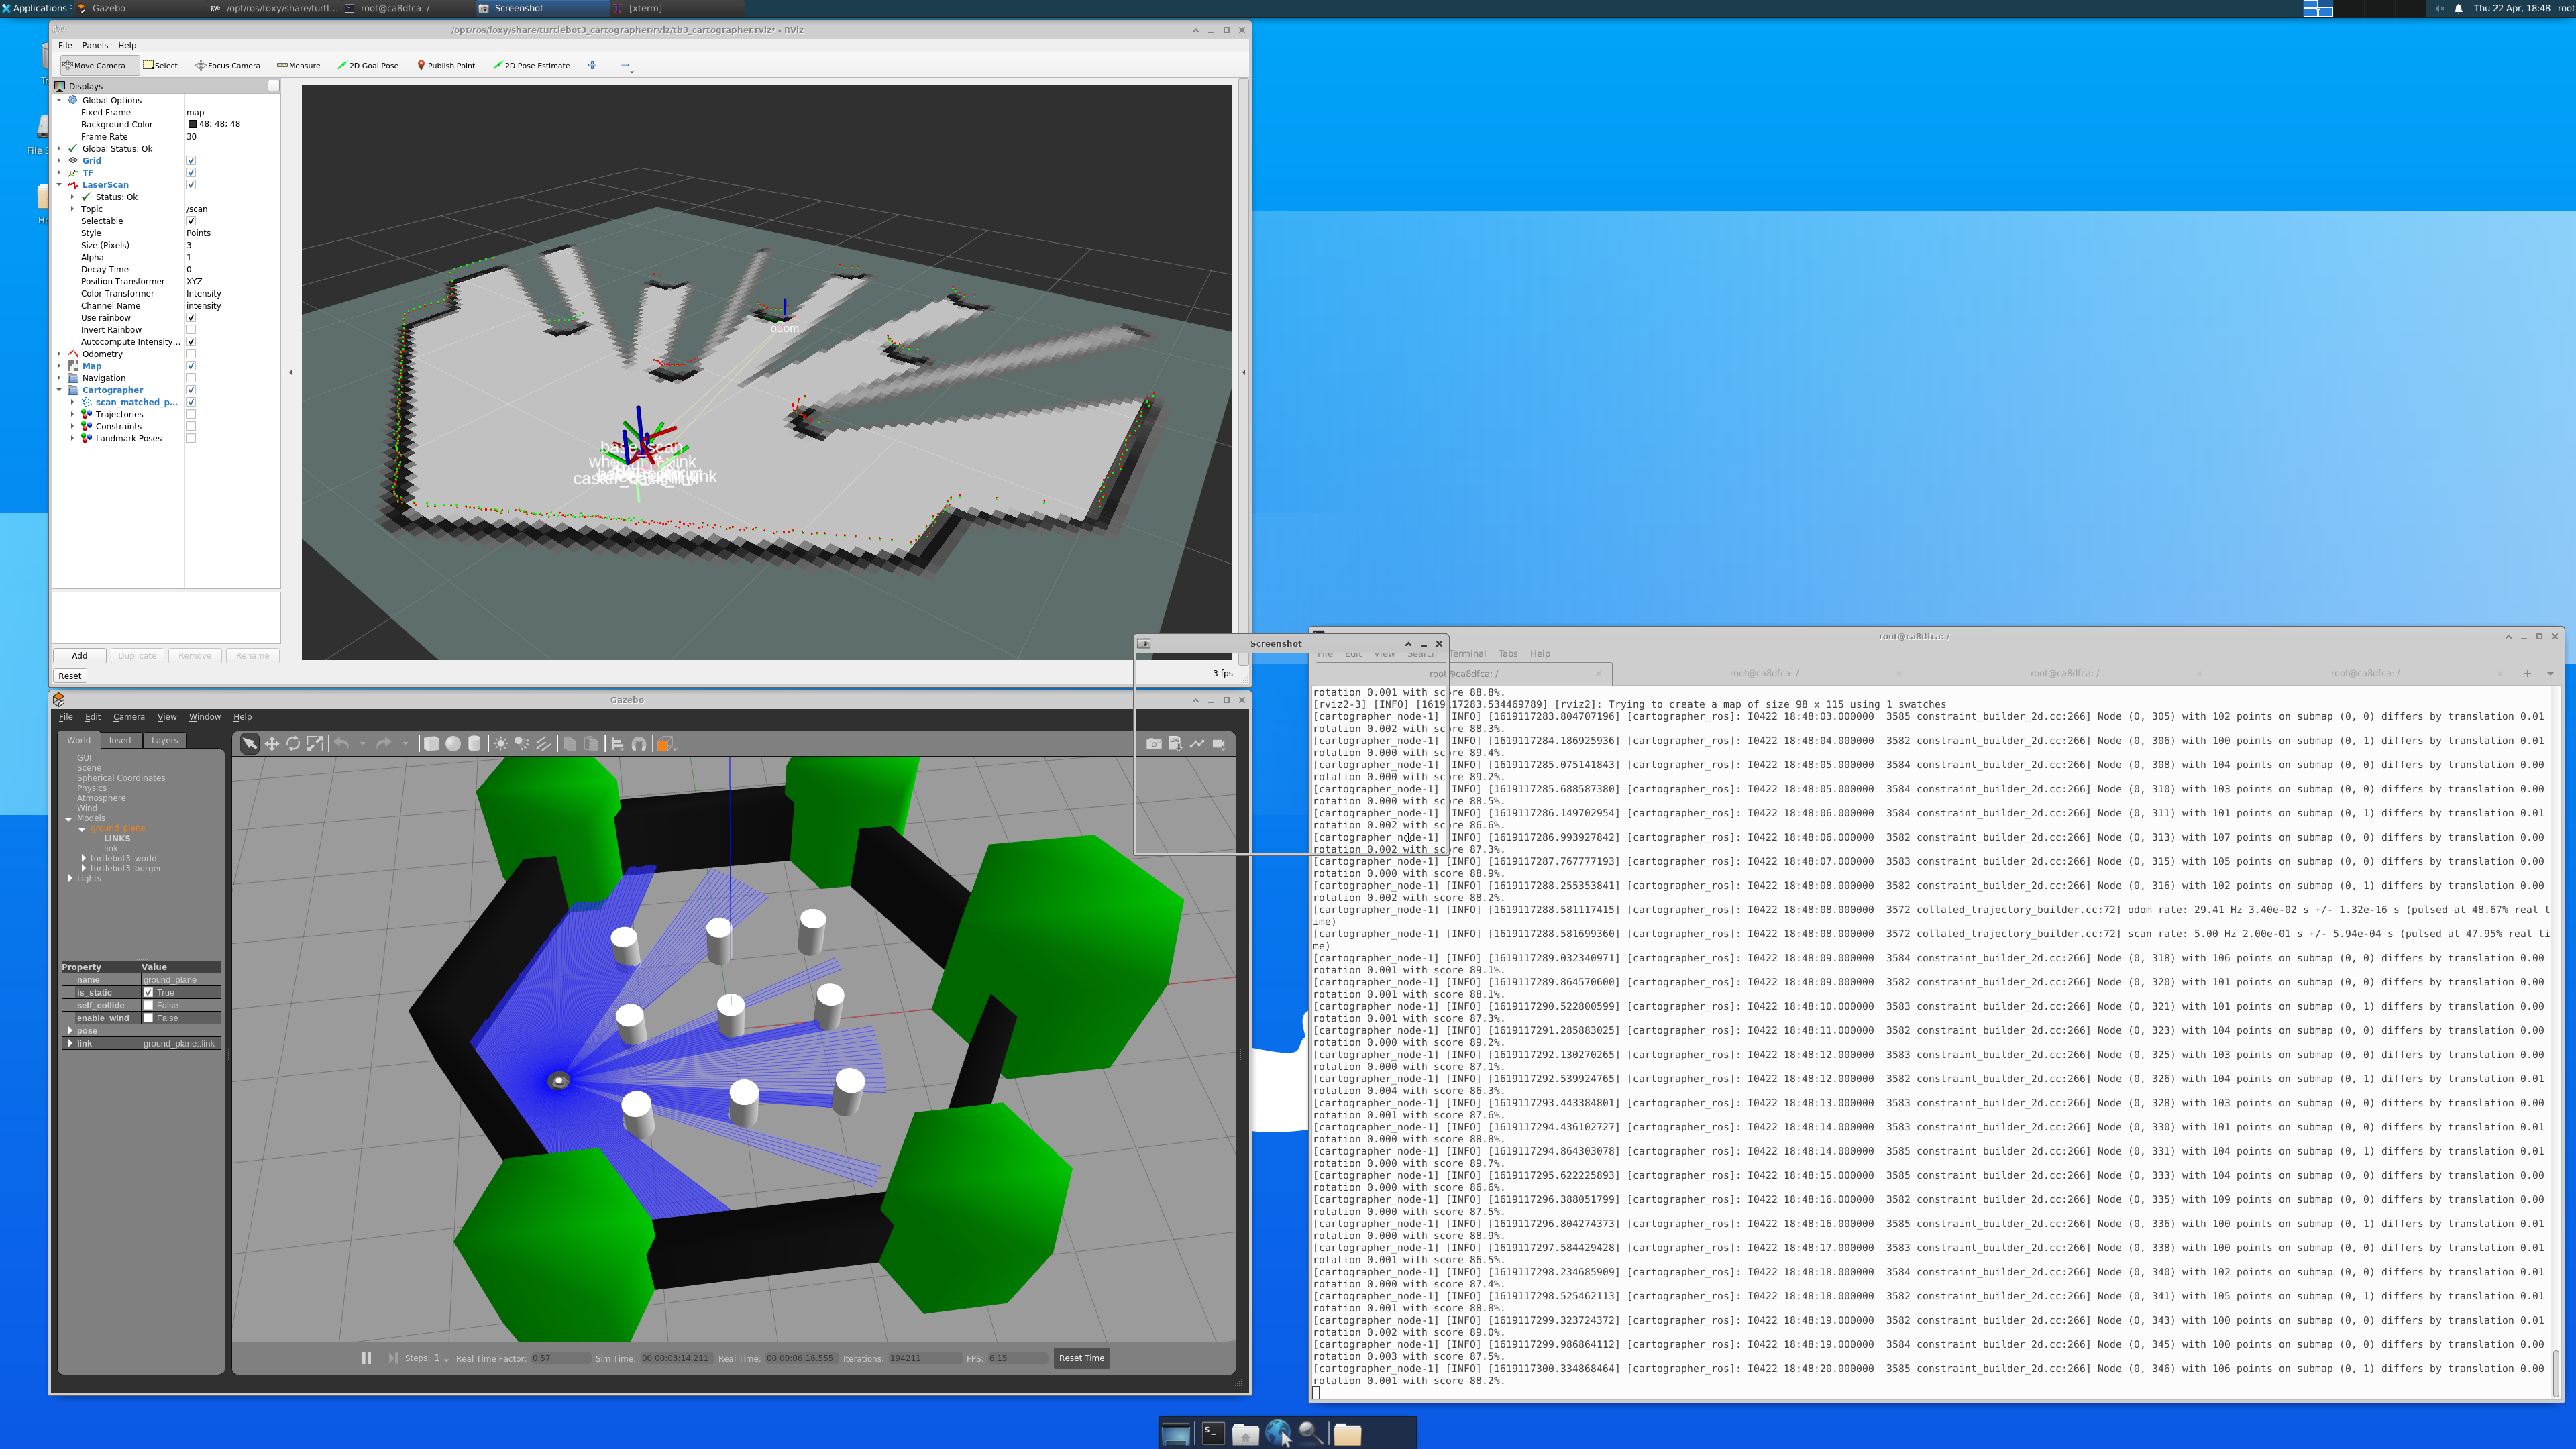 Applications
Gazebo
/opt/ros/foxy/share/turtl...
root@ca8dfca: /
Screenshot
[xterm]
Thu 22 Apr, 18:48
root
/opt/ros/foxy/share/turtlebot3_cartographer/rviz/tb3_cartographer.rviz* - RViz
File Panels Help
Move Camera
Select
Focus Camera
Measure
2D Goal Pose
Publish Point
2D Pose Estimate
Displays
Global Options
Fixed Frame map
Background Color 48; 48; 48
Frame Rate 30
Global Status: Ok
Grid
TF
LaserScan
Status: Ok
Topic /scan
Selectable
Style Points
Size (Pixels) 3
Alpha 1
Decay Time 0
Position Transformer XYZ
Color Transformer Intensity
Channel Name intensity
Use rainbow
Invert Rainbow
Autocompute Intensity...
Odometry
Map
Navigation
Cartographer
scan_matched_p...
Trajectories
Constraints
Landmark Poses
odom
base_scan
Add
Duplicate
Remove
Rename
Reset
3 fps
Gazebo
File Edit Camera View Window Help
World Insert Layers
GUI
Scene
Spherical Coordinates
Physics
Atmosphere
Wind
Models
ground_plane
LINKS
link
turtlebot3_world
turtlebot3_burger
Lights
Property Value
name ground_plane
is_static True
self_collide False
enable_wind False
pose
link ground_plane::link
Steps: 1
Real Time Factor: 0.57
Sim Time: 00 00:03:14.211
Real Time: 00 00:06:16.555
Iterations: 194211
FPS: 6.15
Reset Time
Screenshot
root@ca8dfca: /
File Edit View Search Terminal Tabs Help
root@ca8dfca: /
root@ca8dfca: /
root@ca8dfca: /
root@ca8dfca: /
rotation 0.001 with score 88.8%.
[rviz2-3] [INFO] [1619117283.534469789] [rviz2]: Trying to create a map of size 98 x 115 using 1 swatches
[cartographer_node-1] [INFO] [1619117283.804707196] [cartographer_ros]: I0422 18:48:03.000000 3585 constraint_builder_2d.cc:266] Node (0, 305) with 102 points on submap (0, 0) differs by translation 0.01
rotation 0.002 with score 88.3%.
[cartographer_node-1] [INFO] [1619117284.186925936] [cartographer_ros]: I0422 18:48:04.000000 3582 constraint_builder_2d.cc:266] Node (0, 306) with 100 points on submap (0, 1) differs by translation 0.01
rotation 0.000 with score 89.4%.
[cartographer_node-1] [INFO] [1619117285.075141843] [cartographer_ros]: I0422 18:48:05.000000 3584 constraint_builder_2d.cc:266] Node (0, 308) with 104 points on submap (0, 0) differs by translation 0.00
rotation 0.000 with score 89.2%.
[cartographer_node-1] [INFO] [1619117285.688587380] [cartographer_ros]: I0422 18:48:05.000000 3584 constraint_builder_2d.cc:266] Node (0, 310) with 103 points on submap (0, 0) differs by translation 0.00
rotation 0.000 with score 88.5%.
[cartographer_node-1] [INFO] [1619117286.149702954] [cartographer_ros]: I0422 18:48:06.000000 3584 constraint_builder_2d.cc:266] Node (0, 311) with 101 points on submap (0, 1) differs by translation 0.01
rotation 0.002 with score 86.6%.
[cartographer_node-1] [INFO] [1619117286.993927842] [cartographer_ros]: I0422 18:48:06.000000 3582 constraint_builder_2d.cc:266] Node (0, 313) with 107 points on submap (0, 0) differs by translation 0.00
rotation 0.002 with score 87.3%.
[cartographer_node-1] [INFO] [1619117287.767777193] [cartographer_ros]: I0422 18:48:07.000000 3583 constraint_builder_2d.cc:266] Node (0, 315) with 105 points on submap (0, 0) differs by translation 0.00
rotation 0.000 with score 88.9%.
[cartographer_node-1] [INFO] [1619117288.255353841] [cartographer_ros]: I0422 18:48:08.000000 3582 constraint_builder_2d.cc:266] Node (0, 316) with 102 points on submap (0, 1) differs by translation 0.00
rotation 0.002 with score 88.2%.
[cartographer_node-1] [INFO] [1619117288.581117415] [cartographer_ros]: I0422 18:48:08.000000 3572 collated_trajectory_builder.cc:72] odom rate: 29.41 Hz 3.40e-02 s +/- 1.32e-16 s (pulsed at 48.67% real t
ime)
[cartographer_node-1] [INFO] [1619117288.581699360] [cartographer_ros]: I0422 18:48:08.000000 3572 collated_trajectory_builder.cc:72] scan rate: 5.00 Hz 2.00e-01 s +/- 5.94e-04 s (pulsed at 47.95% real ti
me)
[cartographer_node-1] [INFO] [1619117289.032340971] [cartographer_ros]: I0422 18:48:09.000000 3584 constraint_builder_2d.cc:266] Node (0, 318) with 106 points on submap (0, 0) differs by translation 0.00
rotation 0.001 with score 89.1%.
[cartographer_node-1] [INFO] [1619117289.864570600] [cartographer_ros]: I0422 18:48:09.000000 3582 constraint_builder_2d.cc:266] Node (0, 320) with 101 points on submap (0, 0) differs by translation 0.00
rotation 0.001 with score 88.1%.
[cartographer_node-1] [INFO] [1619117290.522800599] [cartographer_ros]: I0422 18:48:10.000000 3583 constraint_builder_2d.cc:266] Node (0, 321) with 101 points on submap (0, 1) differs by translation 0.00
rotation 0.001 with score 87.3%.
[cartographer_node-1] [INFO] [1619117291.285883025] [cartographer_ros]: I0422 18:48:11.000000 3582 constraint_builder_2d.cc:266] Node (0, 323) with 104 points on submap (0, 0) differs by translation 0.00
rotation 0.000 with score 89.2%.
[cartographer_node-1] [INFO] [1619117292.130270265] [cartographer_ros]: I0422 18:48:12.000000 3583 constraint_builder_2d.cc:266] Node (0, 325) with 103 points on submap (0, 0) differs by translation 0.00
rotation 0.000 with score 87.1%.
[cartographer_node-1] [INFO] [1619117292.539924765] [cartographer_ros]: I0422 18:48:12.000000 3582 constraint_builder_2d.cc:266] Node (0, 326) with 104 points on submap (0, 1) differs by translation 0.01
rotation 0.004 with score 86.3%.
[cartographer_node-1] [INFO] [1619117293.443384801] [cartographer_ros]: I0422 18:48:13.000000 3583 constraint_builder_2d.cc:266] Node (0, 328) with 103 points on submap (0, 0) differs by translation 0.00
rotation 0.001 with score 87.6%.
[cartographer_node-1] [INFO] [1619117294.436102727] [cartographer_ros]: I0422 18:48:14.000000 3583 constraint_builder_2d.cc:266] Node (0, 330) with 101 points on submap (0, 0) differs by translation 0.01
rotation 0.000 with score 88.8%.
[cartographer_node-1] [INFO] [1619117294.864303078] [cartographer_ros]: I0422 18:48:14.000000 3585 constraint_builder_2d.cc:266] Node (0, 331) with 104 points on submap (0, 1) differs by translation 0.01
rotation 0.000 with score 89.7%.
[cartographer_node-1] [INFO] [1619117295.622225893] [cartographer_ros]: I0422 18:48:15.000000 3585 constraint_builder_2d.cc:266] Node (0, 333) with 104 points on submap (0, 0) differs by translation 0.00
rotation 0.000 with score 86.6%.
[cartographer_node-1] [INFO] [1619117296.388051799] [cartographer_ros]: I0422 18:48:16.000000 3582 constraint_builder_2d.cc:266] Node (0, 335) with 109 points on submap (0, 0) differs by translation 0.00
rotation 0.000 with score 87.5%.
[cartographer_node-1] [INFO] [1619117296.804274373] [cartographer_ros]: I0422 18:48:16.000000 3585 constraint_builder_2d.cc:266] Node (0, 336) with 100 points on submap (0, 1) differs by translation 0.01
rotation 0.000 with score 88.9%.
[cartographer_node-1] [INFO] [1619117297.584429428] [cartographer_ros]: I0422 18:48:17.000000 3583 constraint_builder_2d.cc:266] Node (0, 338) with 100 points on submap (0, 0) differs by translation 0.01
rotation 0.001 with score 86.5%.
[cartographer_node-1] [INFO] [1619117298.234685909] [cartographer_ros]: I0422 18:48:18.000000 3584 constraint_builder_2d.cc:266] Node (0, 340) with 102 points on submap (0, 0) differs by translation 0.01
rotation 0.000 with score 87.4%.
[cartographer_node-1] [INFO] [1619117298.525462113] [cartographer_ros]: I0422 18:48:18.000000 3582 constraint_builder_2d.cc:266] Node (0, 341) with 105 points on submap (0, 1) differs by translation 0.01
rotation 0.001 with score 88.8%.
[cartographer_node-1] [INFO] [1619117299.323724372] [cartographer_ros]: I0422 18:48:19.000000 3582 constraint_builder_2d.cc:266] Node (0, 343) with 100 points on submap (0, 0) differs by translation 0.01
rotation 0.002 with score 89.0%.
[cartographer_node-1] [INFO] [1619117299.986864112] [cartographer_ros]: I0422 18:48:19.000000 3584 constraint_builder_2d.cc:266] Node (0, 345) with 100 points on submap (0, 0) differs by translation 0.00
rotation 0.003 with score 87.5%.
[cartographer_node-1] [INFO] [1619117300.334868464] [cartographer_ros]: I0422 18:48:20.000000 3585 constraint_builder_2d.cc:266] Node (0, 346) with 106 points on submap (0, 1) differs by translation 0.00
rotation 0.001 with score 88.2%.